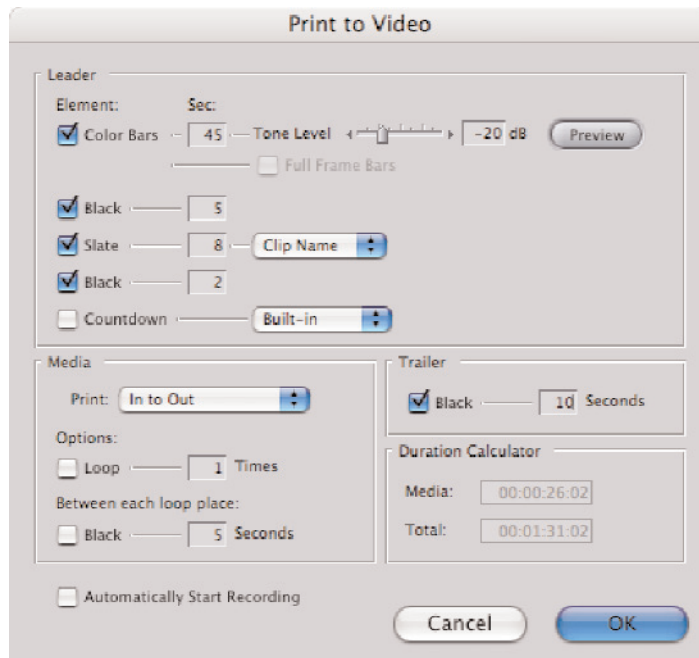 Print to Video
Leader
Element: Sec:
Color Bars 45 Tone Level -20 dB Preview
Full Frame Bars
Black 5
Slate 8 Clip Name
Black 2
Countdown Built-in
Media
Print: In to Out
Options:
Loop 1 Times
Between each loop place:
Black 5 Seconds
Trailer
Black 10 Seconds
Duration Calculator
Media: 00:00:26:02
Total: 00:01:31:02
Automatically Start Recording
Cancel OK